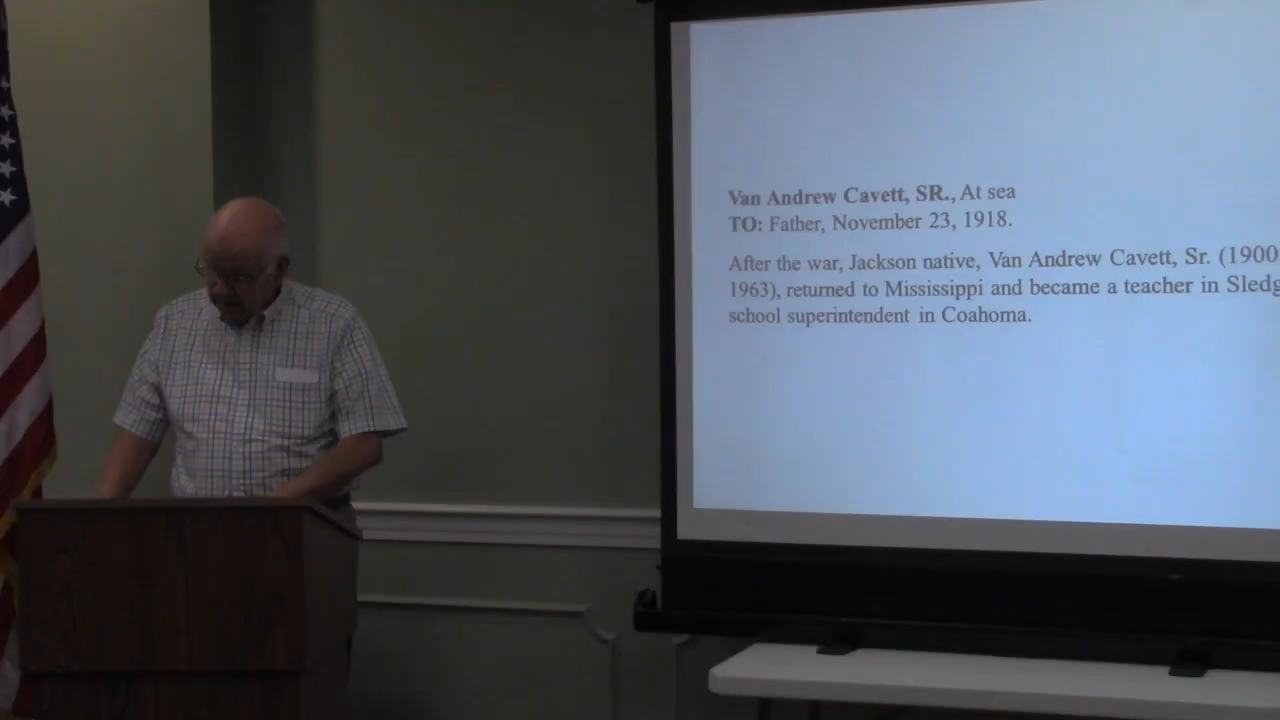 Van Andrew Cavett, SR., At sea
TO: Father, November 23, 1918.
After the war, Jackson native, Van Andrew Cavett, Sr. (1900
1963), returned to Mississippi and became a teacher in Sledg
school superintendent in Coahoma.